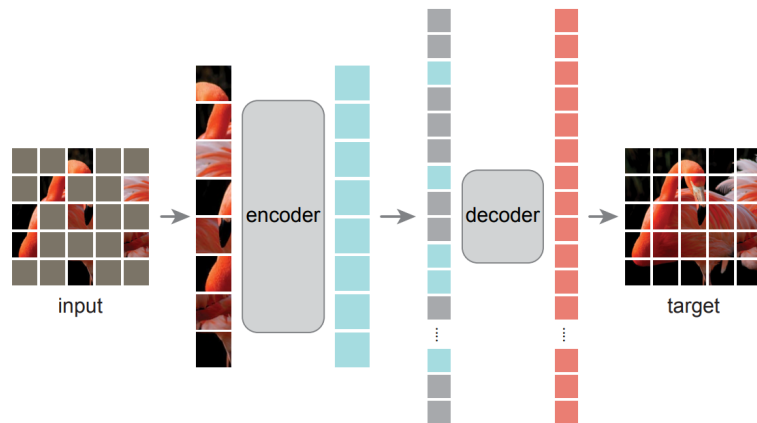 input
encoder
decoder
target